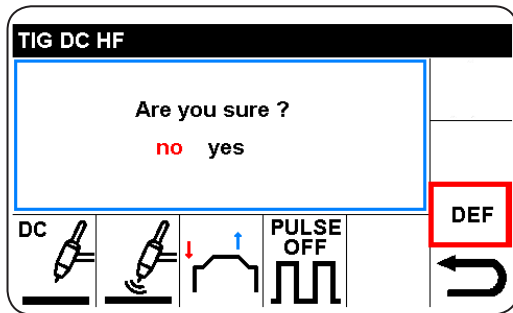 TIG DC HF
Are you sure ?
no yes
DEF
DC
PULSE
OFF